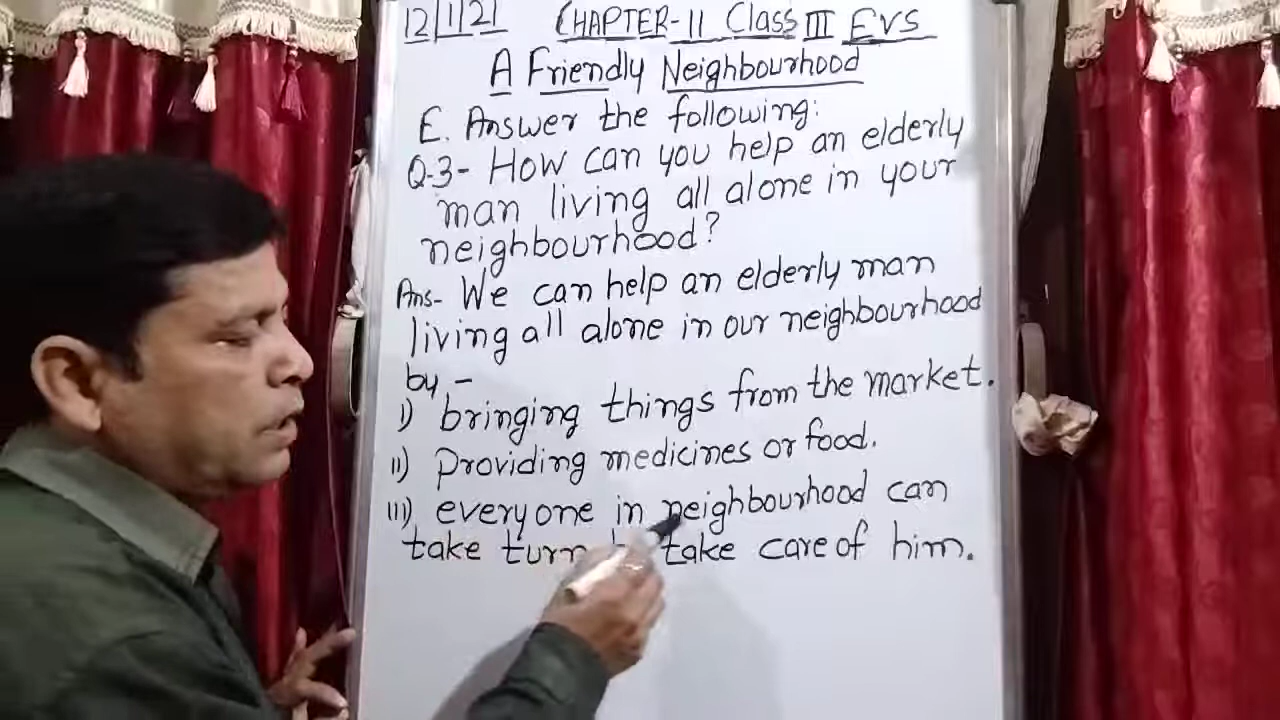 12/1/21 CHAPTER-11 Class III EVS
A Friendly Neighbourhood
E. Answer the following:
Q.3- How can you help an elderly
man living all alone in your
neighbourhood?
Ans- We can help an elderly man
living all alone in our neighbourhood
by -
I) bringing things from the market.
II) Providing medicines or food.
III) everyone in neighbourhood can
take turn take care of him.